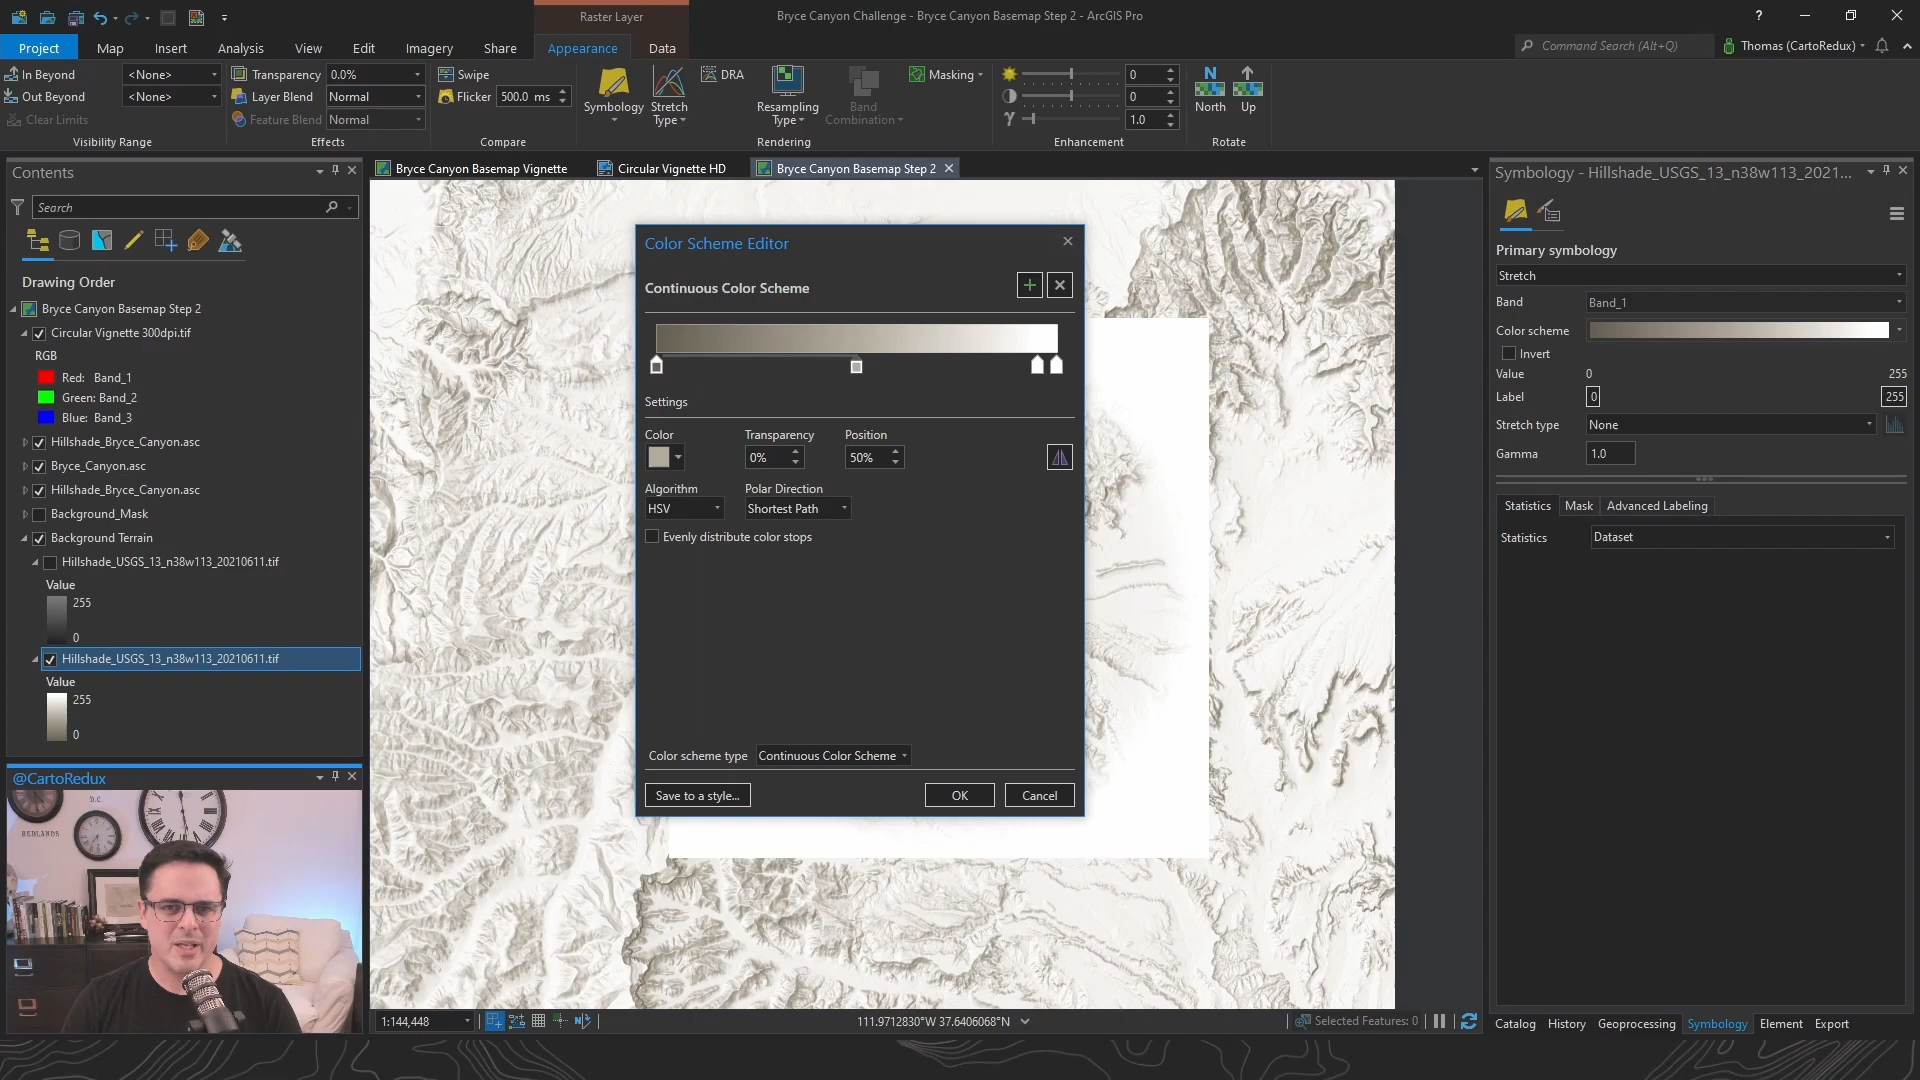 Raster Layer
Bryce Canyon Challenge - Bryce Canyon Basemap Step 2 - ArcGIS Pro
?
Project
Map
Insert
Analysis
View
Edit
Imagery
Share
Appearance
Data
Command Search (Alt+Q)
Thomas (CartoRedux)
In Beyond
<None>
Out Beyond
<None>
Clear Limits
Visibility Range
Transparency
0.0%
Layer Blend
Normal
Feature Blend
Normal
Effects
Swipe
Flicker
500.0 ms
Compare
Symbology
Stretch
Type
DRA
Resampling
Type
Band
Combination
Masking
Rendering
0
0
γ
1.0
Enhancement
N
North
Up
Rotate
Contents
Search
Drawing Order
Bryce Canyon Basemap Step 2
Circular Vignette 300dpi.tif
RGB
Red: Band_1
Green: Band_2
Blue: Band_3
Hillshade_Bryce_Canyon.asc
Bryce_Canyon.asc
Hillshade_Bryce_Canyon.asc
Background_Mask
Background Terrain
Hillshade_USGS_13_n38w113_20210611.tif
Value
255
0
Hillshade_USGS_13_n38w113_20210611.tif
Value
255
0
@CartoRedux
D.C.
REDLANDS
Bryce Canyon Basemap Vignette
Circular Vignette HD
Bryce Canyon Basemap Step 2
Color Scheme Editor
Continuous Color Scheme
Settings
Color
Transparency
Position
0%
50%
Algorithm
Polar Direction
HSV
Shortest Path
Evenly distribute color stops
Color scheme type
Continuous Color Scheme
Save to a style...
OK
Cancel
1:144,448
111.9712830°W 37.6406068°N
Selected Features: 0
Symbology - Hillshade_USGS_13_n38w113_2021...
Primary symbology
Stretch
Band
Band_1
Color scheme
Invert
Value
0
255
Label
0
255
Stretch type
None
Gamma
1.0
Statistics
Mask
Advanced Labeling
Statistics
Dataset
Catalog
History
Geoprocessing
Symbology
Element
Export